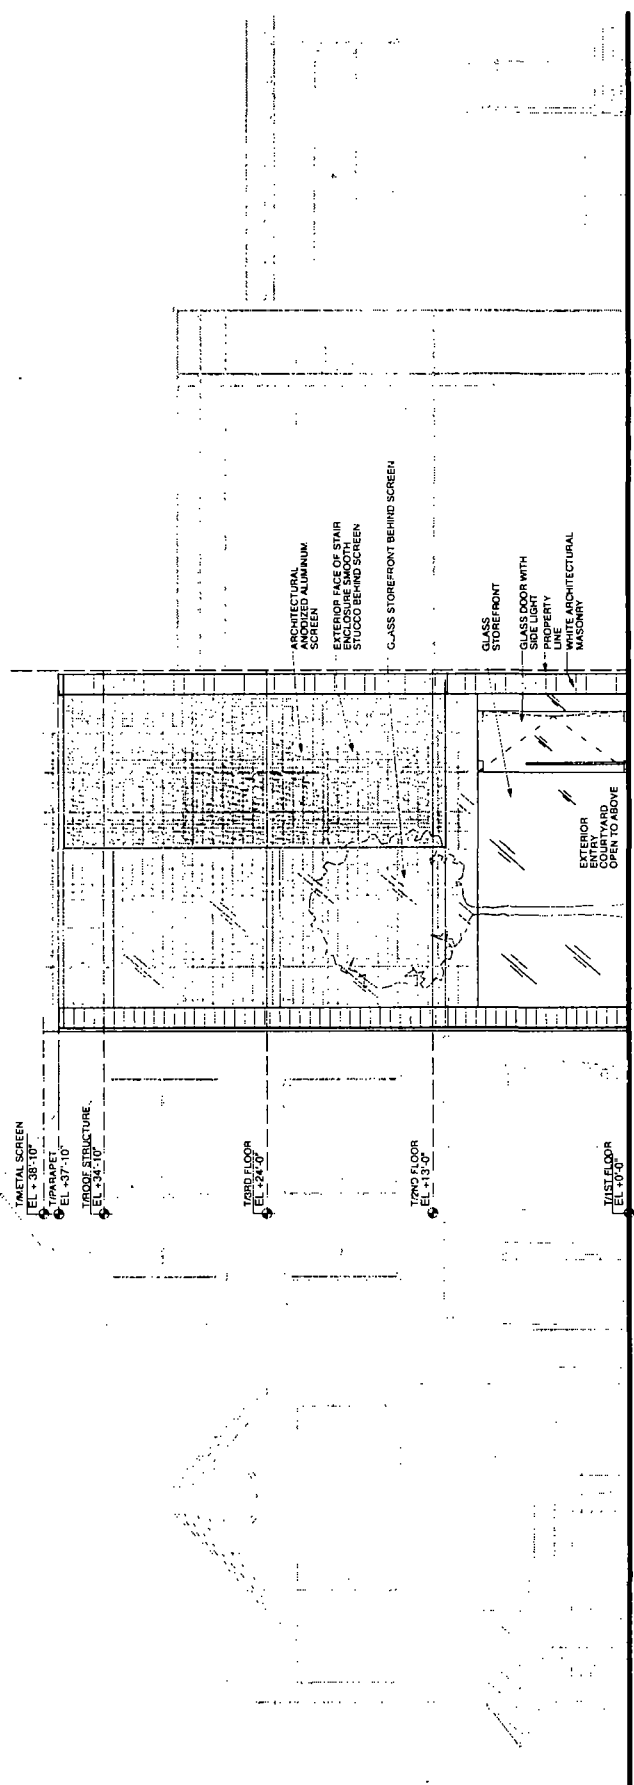 T/METAL SCREEN
EL + 38'-10"
T/PARAPET
EL +37'-10"
T/ROOF STRUCTURE
EL +34'-10"
T/3RD FLOOR
EL +24'-0"
T/2ND FLOOR
EL +13'-0"
T/1ST FLOOR
EL +0'-0"
ARCHITECTURAL
ANODIZED ALUMINUM
SCREEN
EXTERIOR FACE OF STAIR
ENCLOSURE SMOOTH
STUCCO BEHIND SCREEN
GLASS STOREFRONT BEHIND SCREEN
GLASS
STOREFRONT
GLASS DOOR WITH
SIDE LIGHT
PROPERTY
LINE
WHITE ARCHITECTURAL
MASONRY
EXTERIOR
ENTRY
COURTYARD
OPEN TO ABOVE